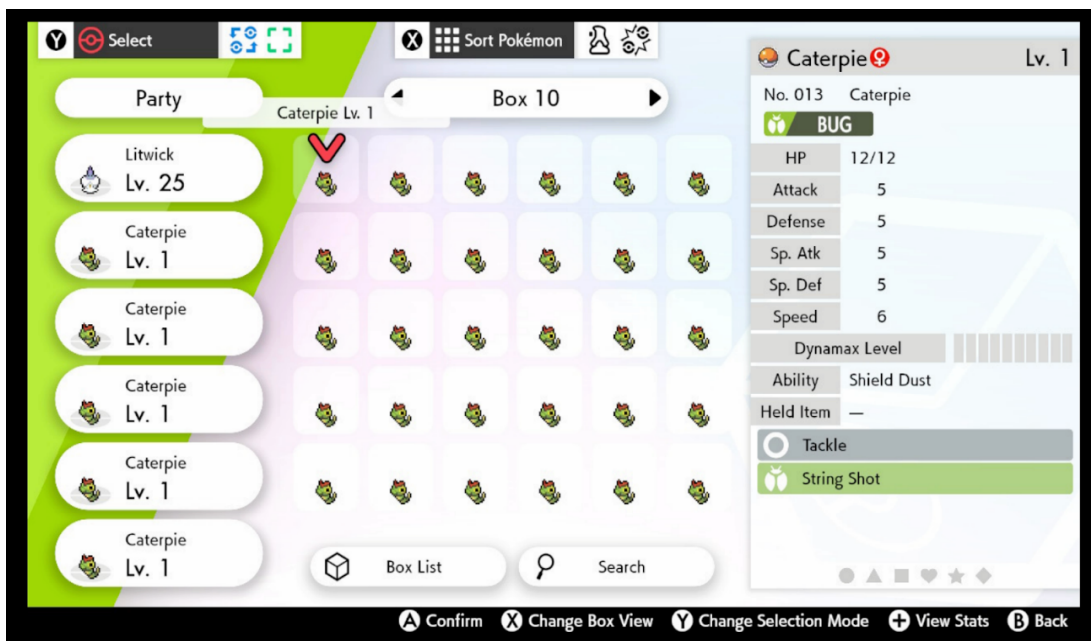 Y Select
X Sort Pokémon
Party
Caterpie Lv. 1
Box 10
Litwick
Lv. 25
Caterpie
Lv. 1
Caterpie
Lv. 1
Caterpie
Lv. 1
Caterpie
Lv. 1
Caterpie
Lv. 1
Box List
Search
Caterpie♀ Lv. 1
No. 013 Caterpie
BUG
HP 12/12
Attack 5
Defense 5
Sp. Atk 5
Sp. Def 5
Speed 6
Dynamax Level
Ability Shield Dust
Held Item —
Tackle
String Shot
A Confirm X Change Box View Y Change Selection Mode + View Stats B Back